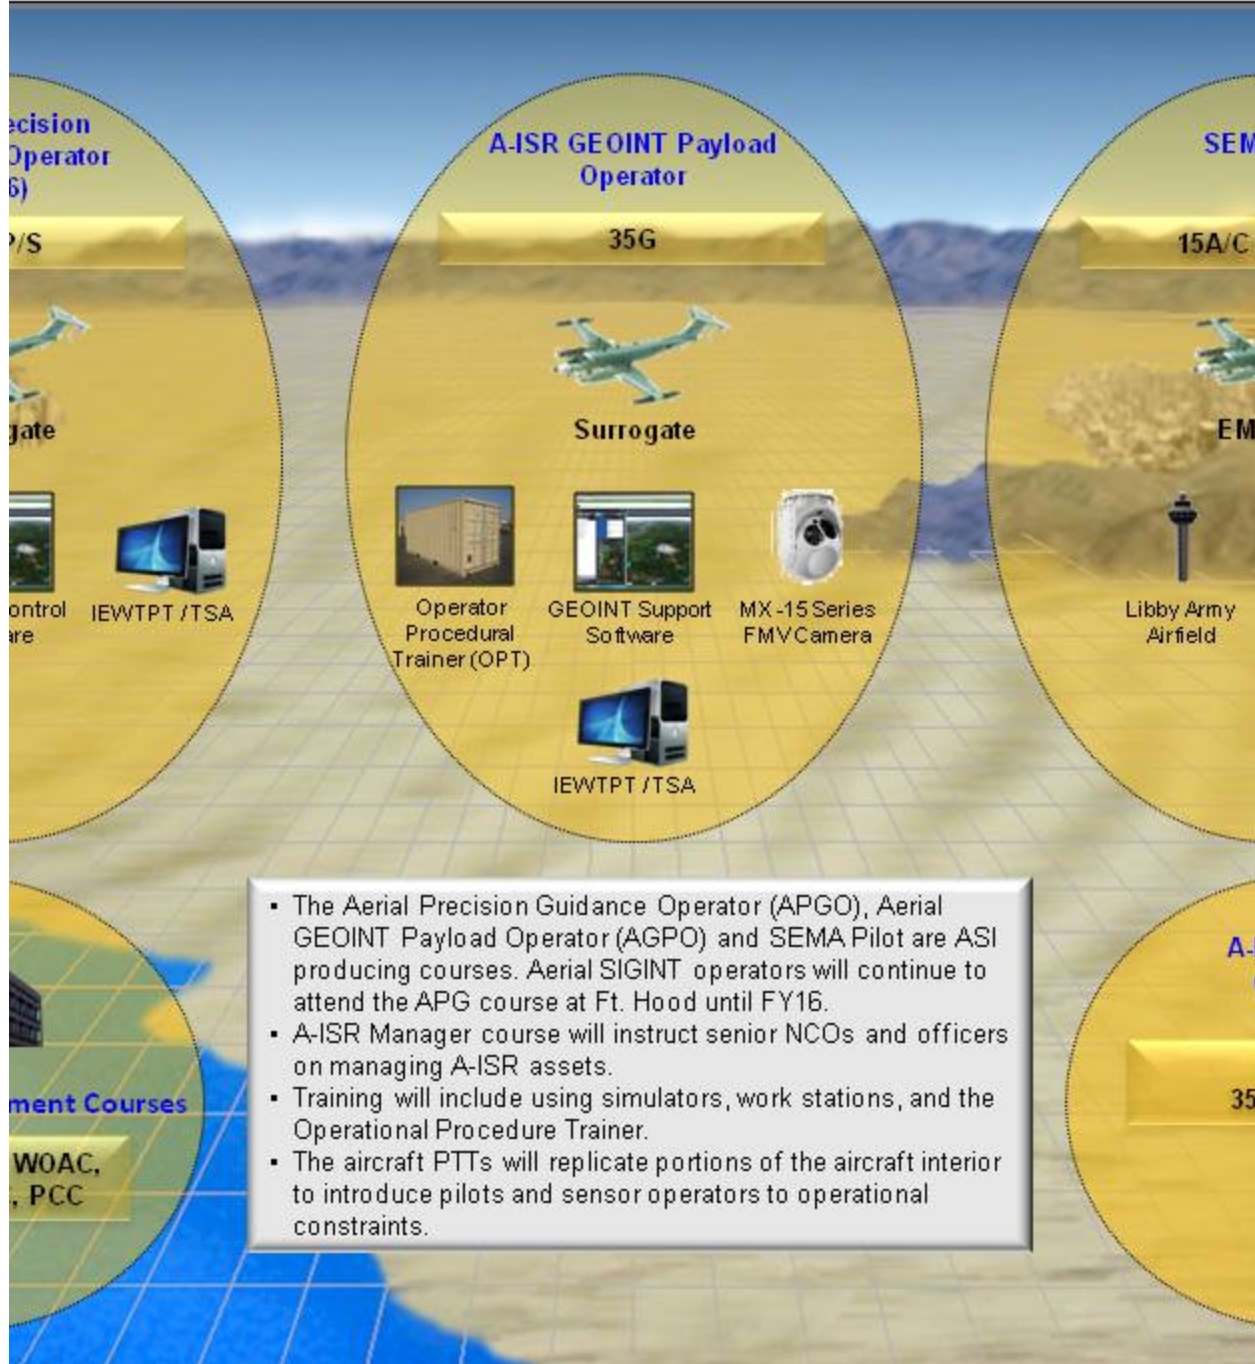 ecision
Operator
6)
P/S
gate
ontrol
are
IEWTPT / TSA
A-ISR GEOINT Payload
Operator
35G
Surrogate
Operator
Procedural
Trainer (OPT)
GEOINT Support
Software
MX -15 Series
FMV Camera
IEWTPT / TSA
SEM
15A/C
EM
Libby Army
Airfield
ment Courses
WOAC,
, PCC
▪ The Aerial Precision Guidance Operator (APGO), Aerial
GEOINT Payload Operator (AGPO) and SEMA Pilot are ASI
producing courses. Aerial SIGINT operators will continue to
attend the APG course at Ft. Hood until FY16.
▪ A-ISR Manager course will instruct senior NCOs and officers
on managing A-ISR assets.
▪ Training will include using simulators, work stations, and the
Operational Procedure Trainer.
▪ The aircraft PTTs will replicate portions of the aircraft interior
to introduce pilots and sensor operators to operational
constraints.
A-
35